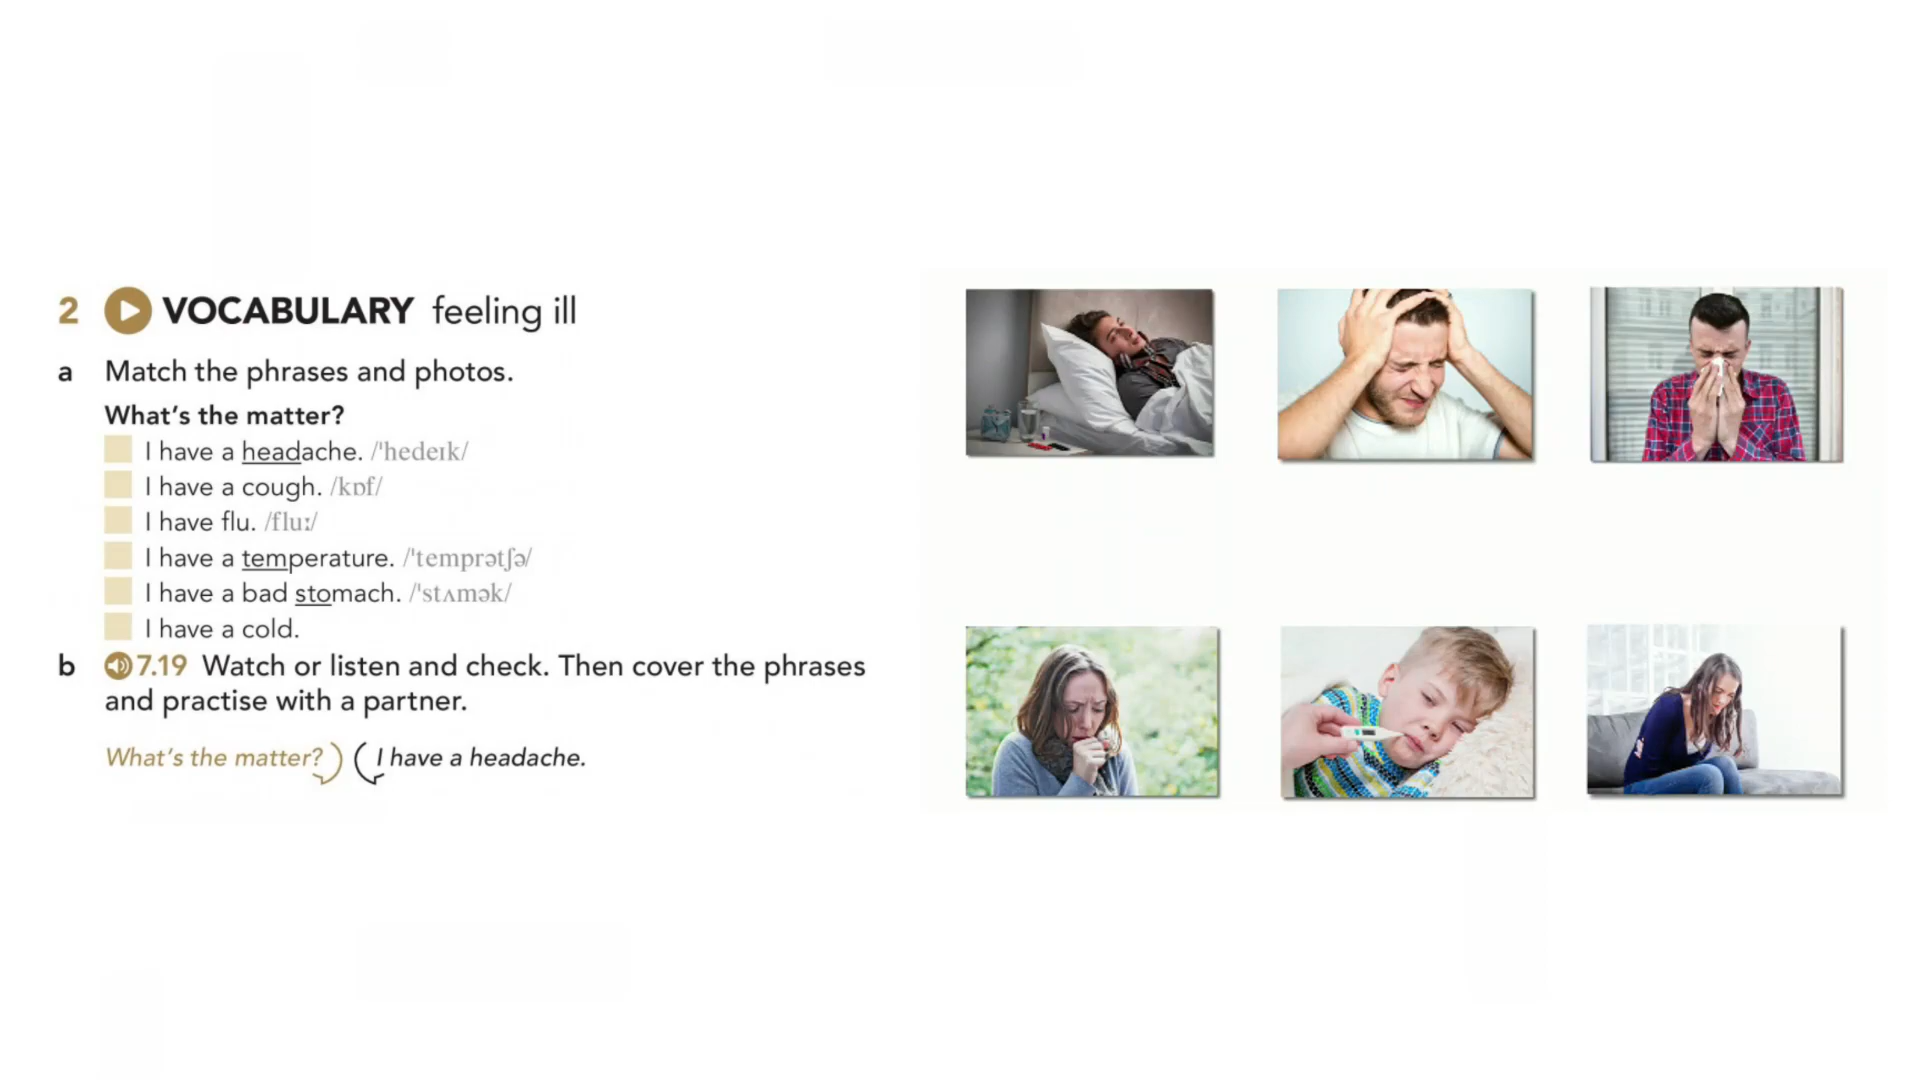 2 VOCABULARY feeling ill
a Match the phrases and photos.
What's the matter?
I have a headache. /ˈhedeɪk/
I have a cough. /kɒf/
I have flu. /fluː/
I have a temperature. /ˈtemprətʃə/
I have a bad stomach. /ˈstʌmək/
I have a cold.
b 7.19 Watch or listen and check. Then cover the phrases
and practise with a partner.
What's the matter? I have a headache.